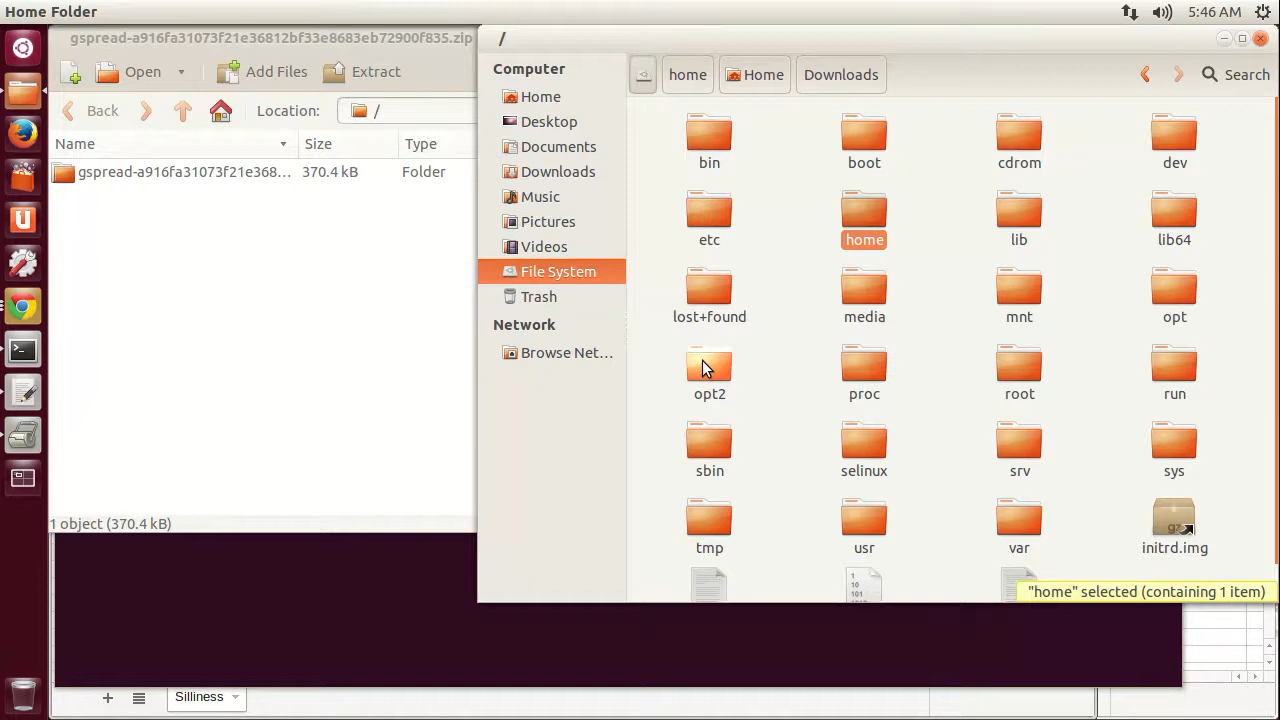 Home Folder
5:46 AM
gspread-a916fa31073f21e36812bf33e8683eb72900f835.zip
Open
Add Files
Extract
Back
Location:
/
Name
Size
Type
gspread-a916fa31073f21e368...
370.4 kB
Folder
1 object (370.4 kB)
/
Computer
Home
Desktop
Documents
Downloads
Music
Pictures
Videos
File System
Trash
Network
Browse Net...
home
Home
Downloads
Search
bin
boot
cdrom
dev
etc
home
lib
lib64
lost+found
media
mnt
opt
opt2
proc
root
run
sbin
selinux
srv
sys
tmp
usr
var
initrd.img
"home" selected (containing 1 item)
Silliness